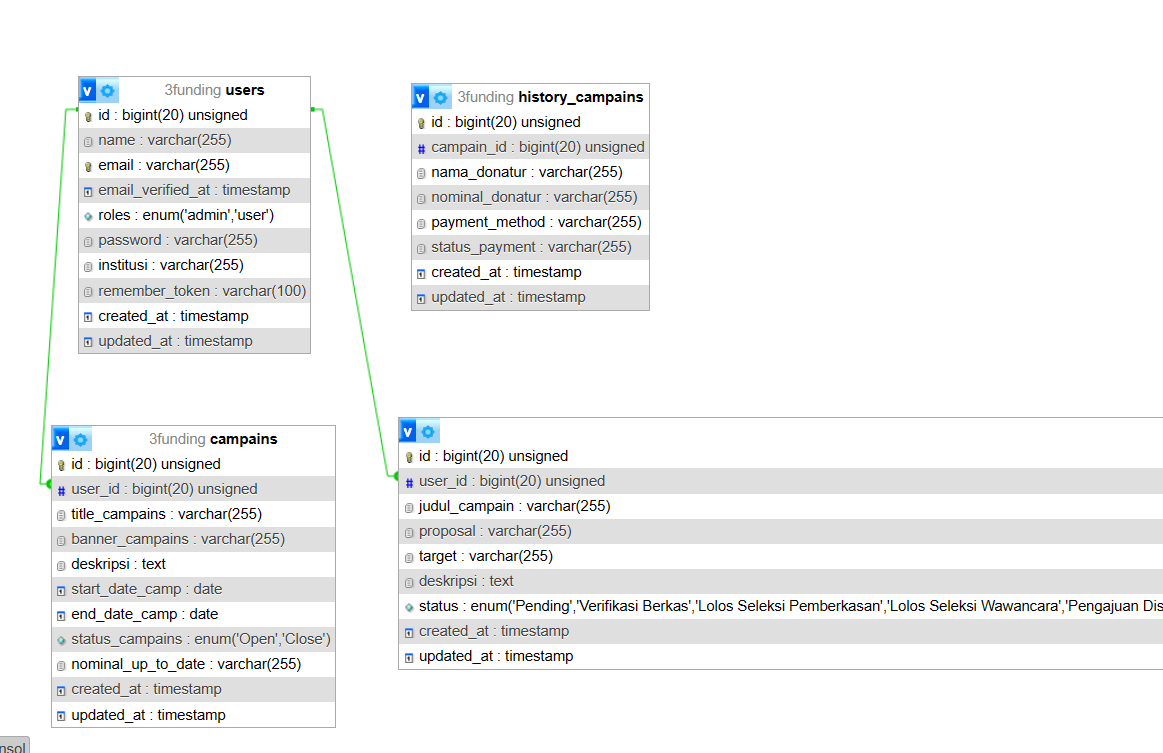 3funding users
id : bigint(20) unsigned
name : varchar(255)
email : varchar(255)
email_verified_at : timestamp
roles : enum('admin','user')
password : varchar(255)
institusi : varchar(255)
remember_token : varchar(100)
created_at : timestamp
updated_at : timestamp
3funding history_campains
id : bigint(20) unsigned
campain_id : bigint(20) unsigned
nama_donatur : varchar(255)
nominal_donatur : varchar(255)
payment_method : varchar(255)
status_payment : varchar(255)
created_at : timestamp
updated_at : timestamp
3funding campains
id : bigint(20) unsigned
user_id : bigint(20) unsigned
title_campains : varchar(255)
banner_campains : varchar(255)
deskripsi : text
start_date_camp : date
end_date_camp : date
status_campains : enum('Open','Close')
nominal_up_to_date : varchar(255)
created_at : timestamp
updated_at : timestamp
id : bigint(20) unsigned
user_id : bigint(20) unsigned
judul_campain : varchar(255)
proposal : varchar(255)
target : varchar(255)
deskripsi : text
status : enum('Pending','Verifikasi Berkas','Lolos Seleksi Pemberkasan','Lolos Seleksi Wawancara','Pengajuan Dis
created_at : timestamp
updated_at : timestamp
nsol